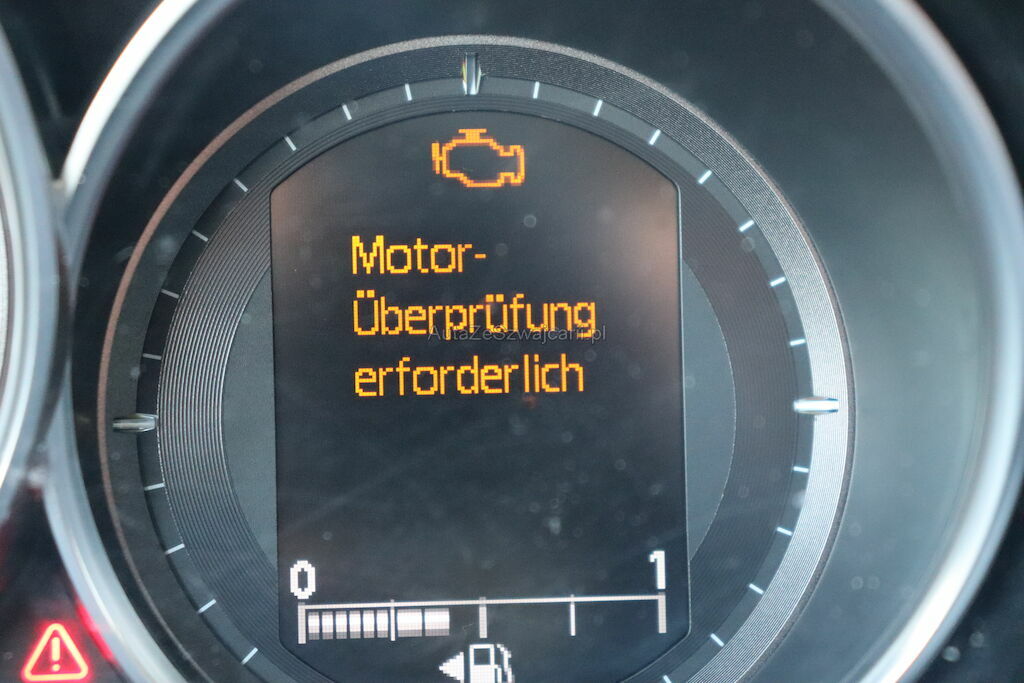 Motor-
Überprüfung
AutaZeSzwajcarii.pl
erforderlich
0 1